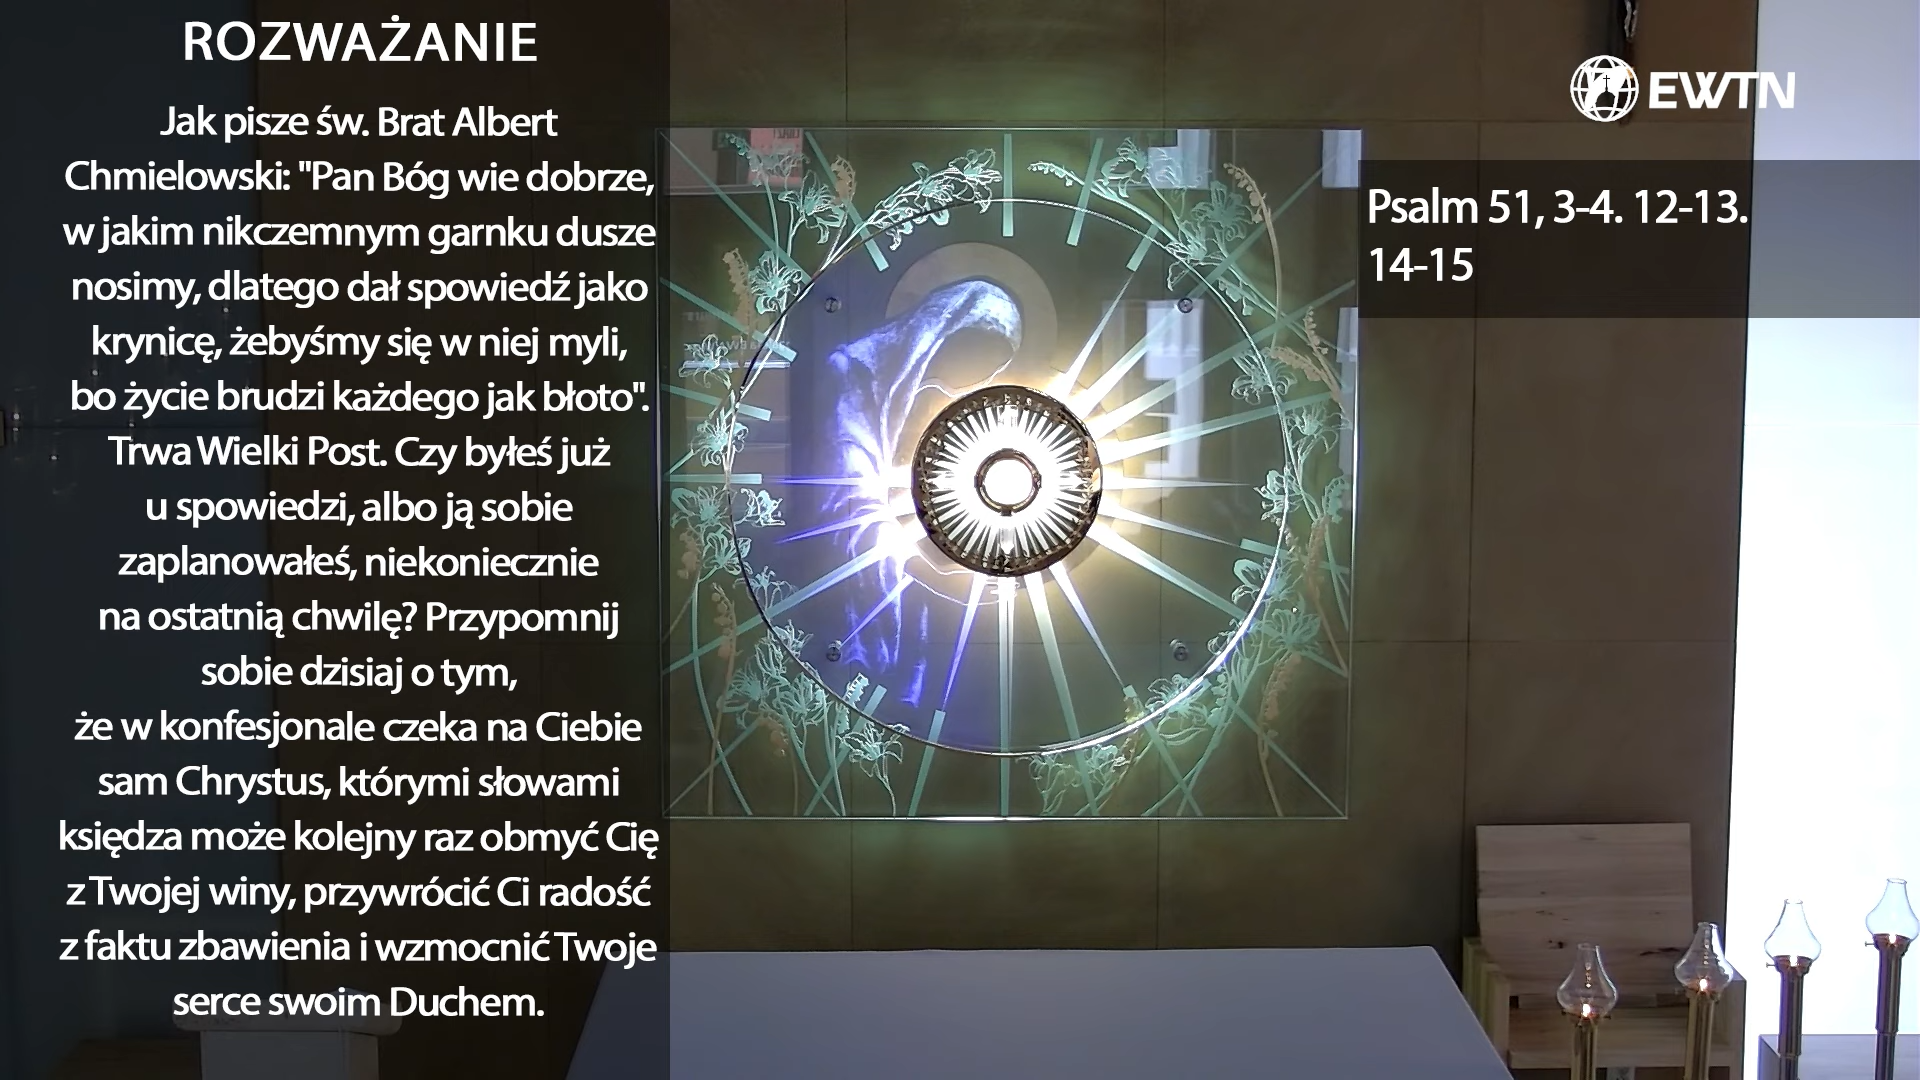 ROZWAŻANIE
Jak pisze św. Brat Albert
Chmielowski: "Pan Bóg wie dobrze,
w jakim nikczemnym garnku dusze
nosimy, dlatego dał spowiedź jako
krynicę, żebyśmy się w niej myli,
bo życie brudzi każdego jak błoto".
Trwa Wielki Post. Czy byłeś już
u spowiedzi, albo ją sobie
zaplanowałeś, niekoniecznie
na ostatnią chwilę? Przypomnij
sobie dzisiaj o tym,
że w konfesjonale czeka na Ciebie
sam Chrystus, którymi słowami
księdza może kolejny raz obmyć Cię
z Twojej winy, przywrócić Ci radość
z faktu zbawienia i wzmocnić Twoje
serce swoim Duchem.
EWTN
Psalm 51, 3-4. 12-13.
14-15